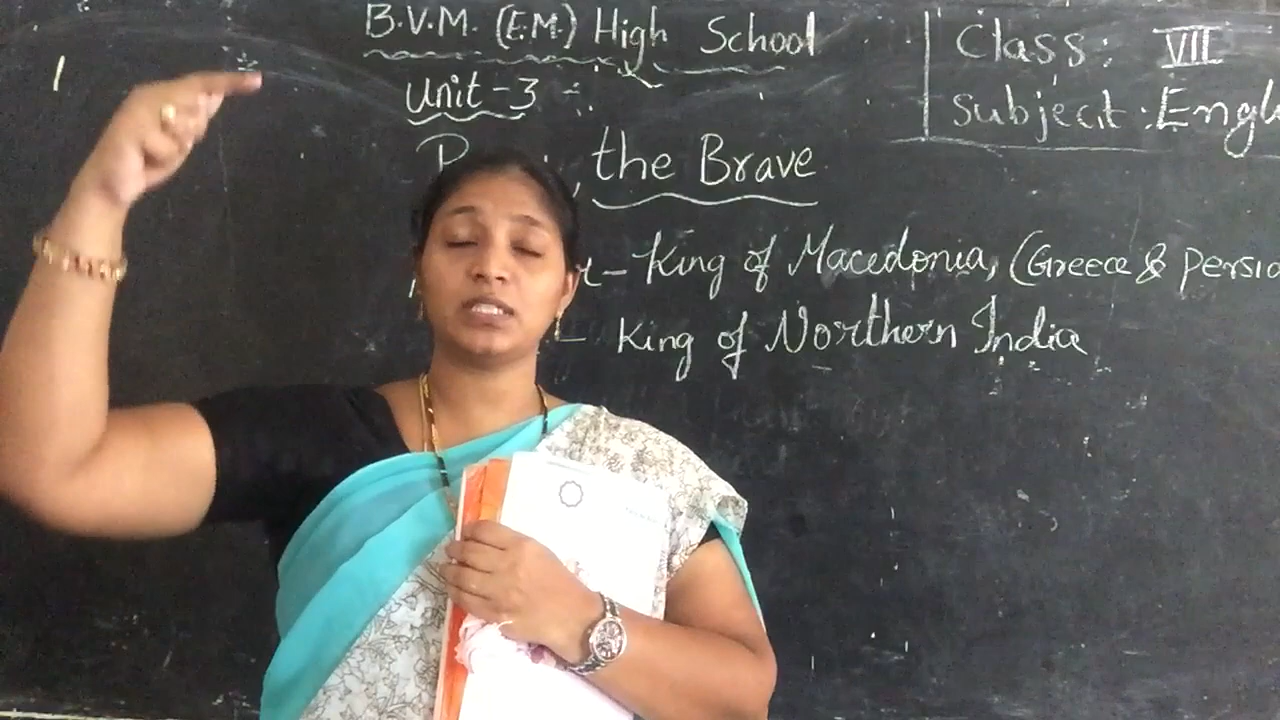 B.V.M. (E.M.) High School
Class: VII
Unit-3 :
Subject: Engl
the Brave
r - King of Macedonia, (Greece & Persia
- King of Northern India